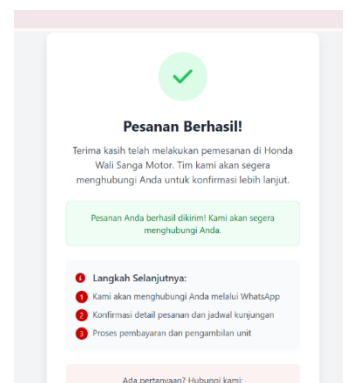 Pesanan Berhasil!
Terima kasih telah melakukan pemesanan di Honda
Wali Sanga Motor. Tim kami akan segera
menghubungi Anda untuk konfirmasi lebih lanjut.
Pesanan Anda berhasil dikirim! Kami akan segera
menghubungi Anda.
Langkah Selanjutnya:
1 Kami akan menghubungi Anda melalui WhatsApp
2 Konfirmasi detail pesanan dan jadwal kunjungan
3 Proses pembayaran dan pengambilan unit
Ada pertanyaan? Hubungi kami: